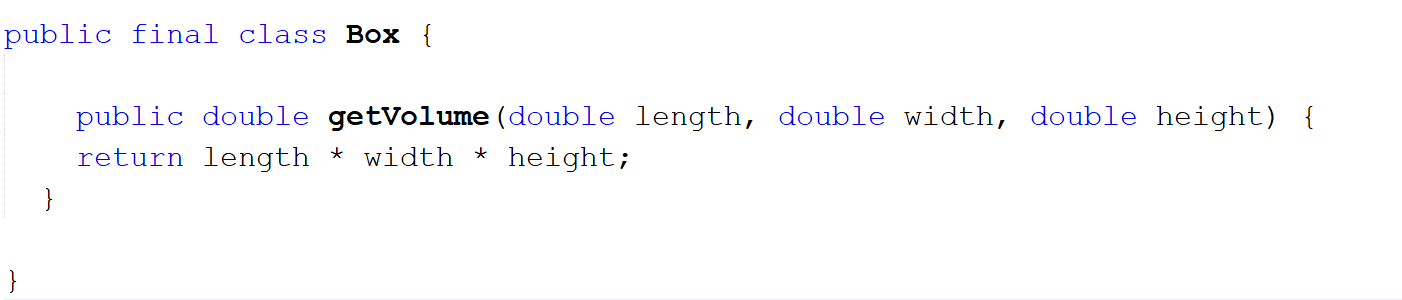 public final class Box {
public double getVolume(double length, double width, double height) {
return length * width * height;
}
}